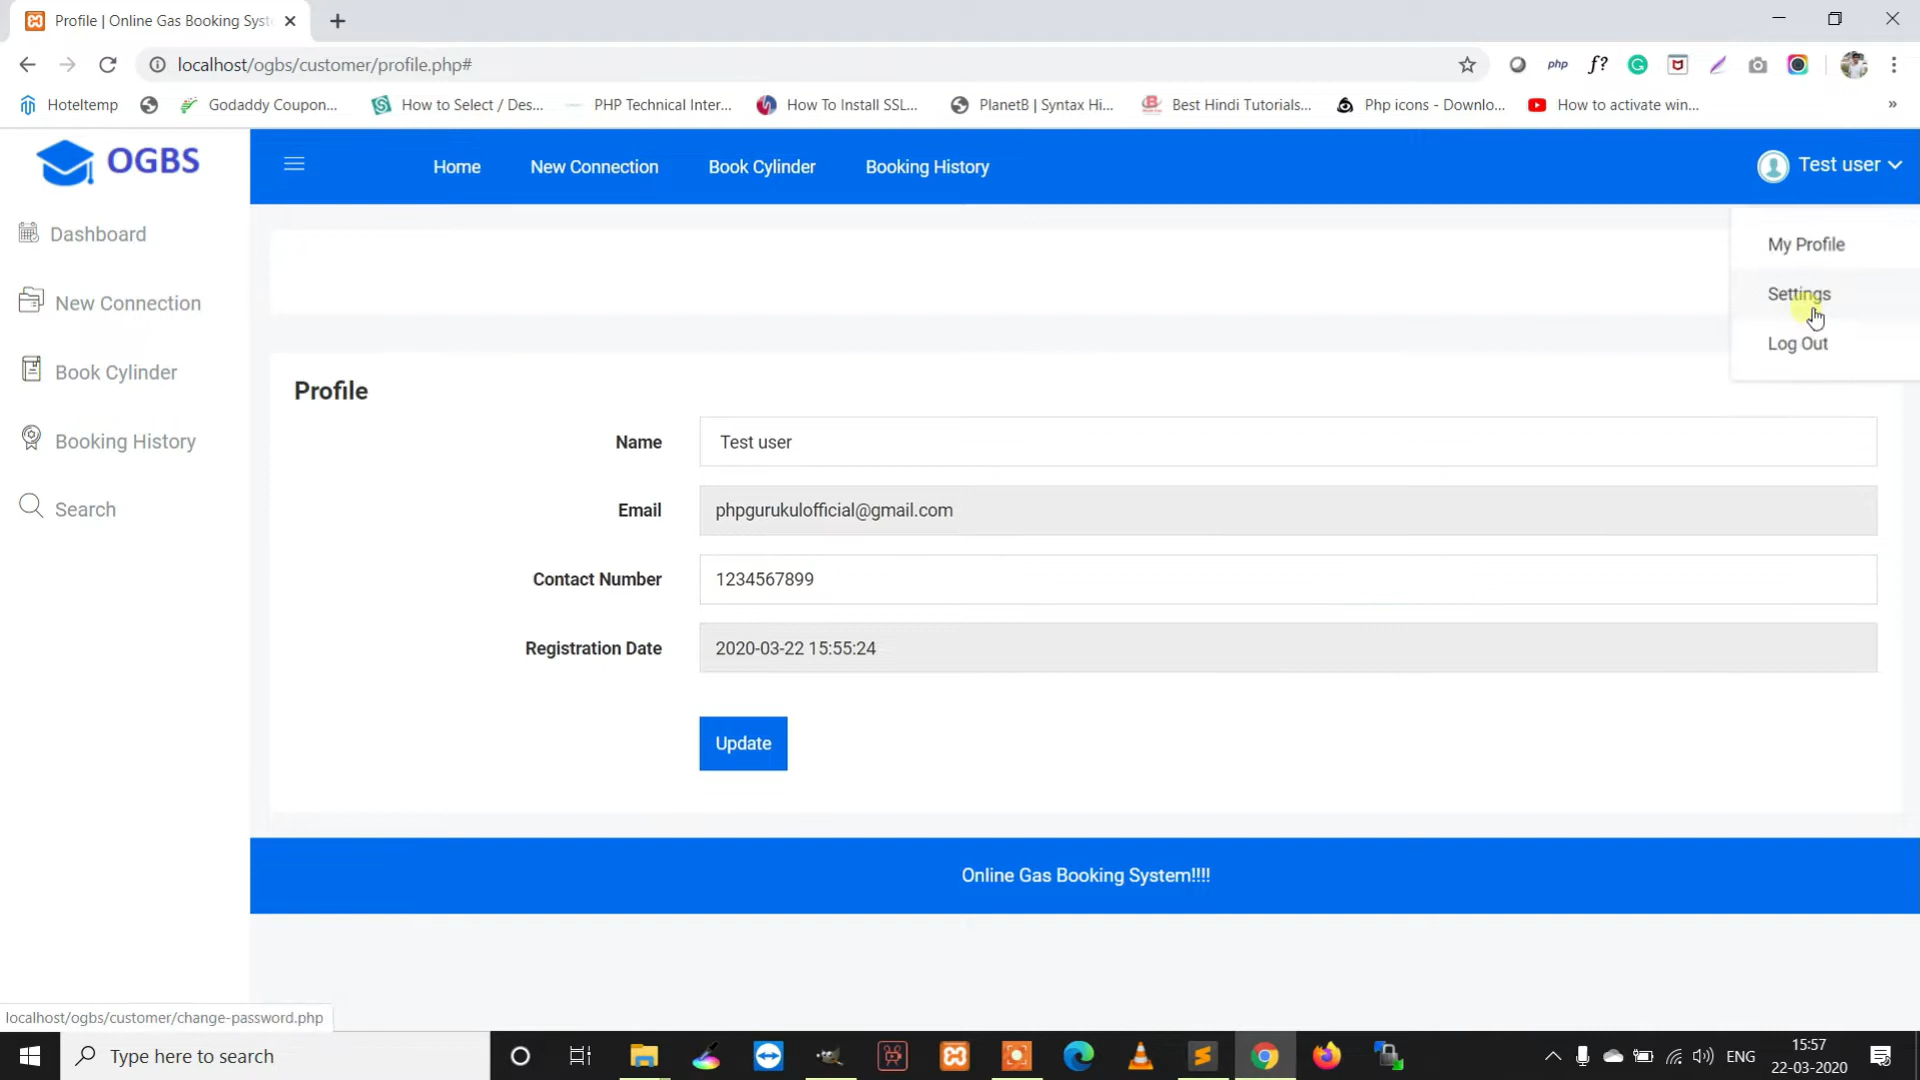 Profile | Online Gas Booking Syste
localhost/ogbs/customer/profile.php#
php
f?
Hoteltemp
Godaddy Coupon...
How to Select / Des...
PHP Technical Inter...
How To Install SSL...
PlanetB | Syntax Hi...
Best Hindi Tutorials...
Php icons - Downlo...
How to activate win...
»
OGBS
Home
New Connection
Book Cylinder
Booking History
Test user
Dashboard
New Connection
Book Cylinder
Booking History
Search
My Profile
Settings
Log Out
Profile
Name
Test user
Email
phpgurukulofficial@gmail.com
Contact Number
1234567899
Registration Date
2020-03-22 15:55:24
Update
Online Gas Booking System!!!!
localhost/ogbs/customer/change-password.php
Type here to search
ENG
15:57
22-03-2020